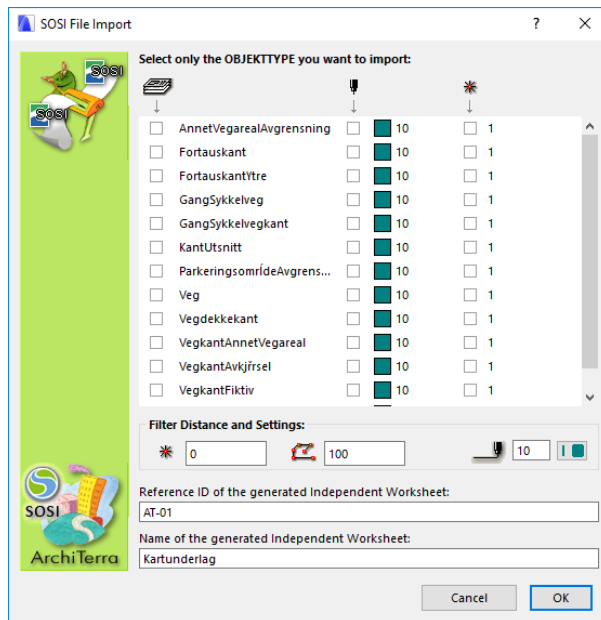 SOSI File Import
SOSI
SOSI
Select only the OBJEKTTYPE you want to import:
AnnetVegarealAvgrensning 10 1
Fortauskant 10 1
FortauskantYtre 10 1
GangSykkelveg 10 1
GangSykkelvegkant 10 1
KantUtsnitt 10 1
ParkeringsomrÍdeAvgrens... 10 1
Veg 10 1
Vegdekkekant 10 1
VegkantAnnetVegareal 10 1
VegkantAvkjřrsel 10 1
VegkantFiktiv 10 1
Filter Distance and Settings:
0 100 10
Reference ID of the generated Independent Worksheet:
AT-01
Name of the generated Independent Worksheet:
Kartunderlag
SOSI
ArchiTerra
Cancel OK